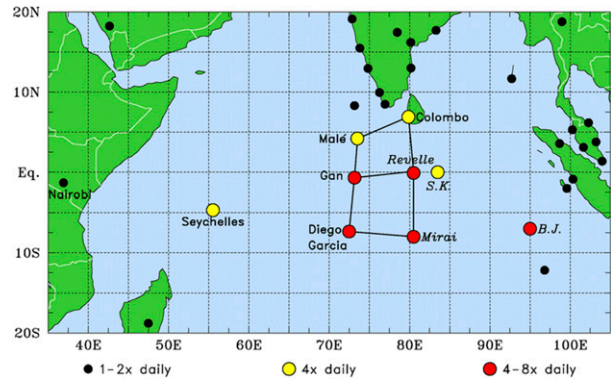 20N
10N
Eq.
10S
20S
Colombo
Malé
Revelle
Gan
S.K.
Nairobi
Seychelles
Diego
Garcia
Mirai
B.J.
40E 50E 60E 70E 80E 90E 100E
1-2x daily 4x daily 4-8x daily